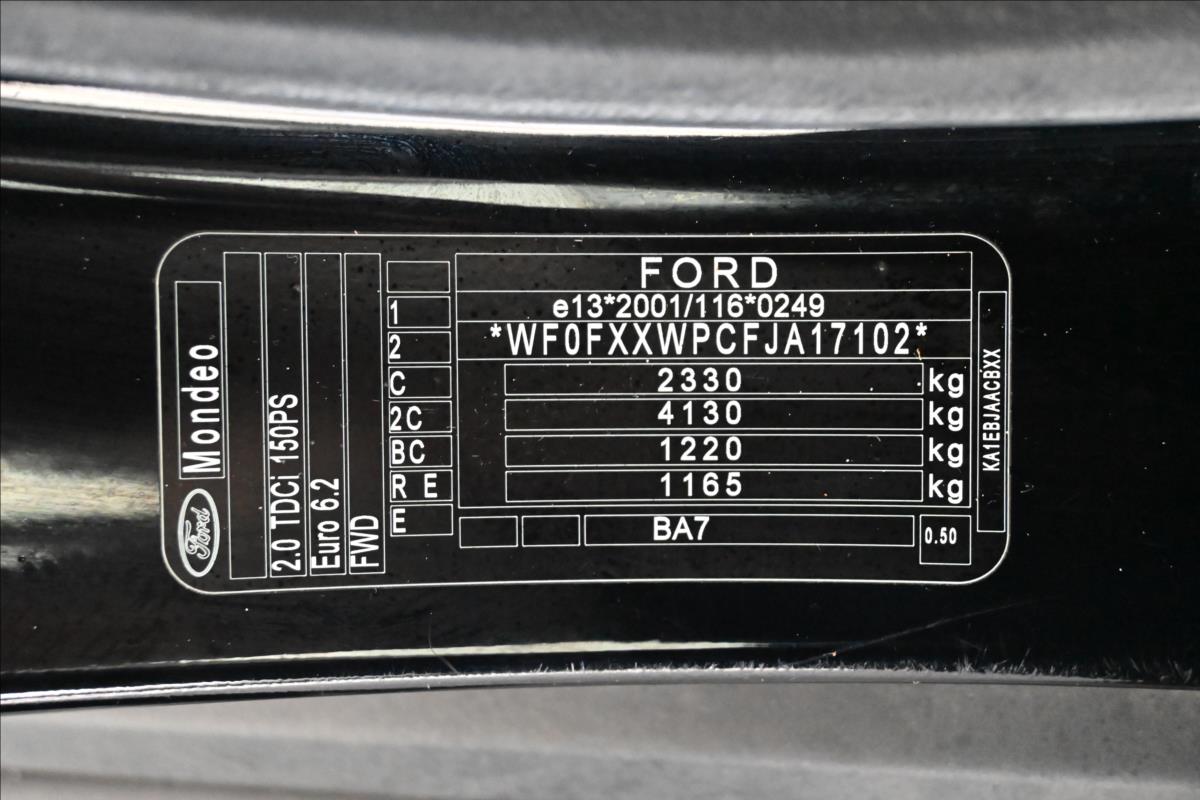 FORD
e13*2001/116*0249
*WF0FXXWPCFJA17102*
2330 kg
4130 kg
1220 kg
1165 kg
BA7
0.50
1
2
C
2C
BC
R E
E
Mondeo
Ford
2.0 TDCi 150PS
Euro 6.2
FWD
KA1EBJAACBXX